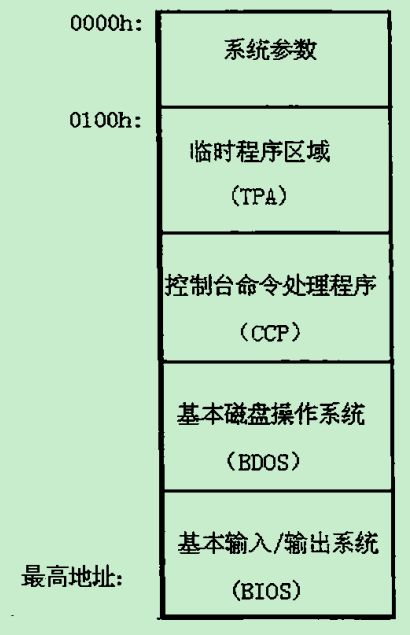 0000h:
系统参数
0100h:
临时程序区域
(TPA)
控制台命令处理程序
(CCP)
基本磁盘操作系统
(BDOS)
基本输入/输出系统
最高地址:
(BIOS)